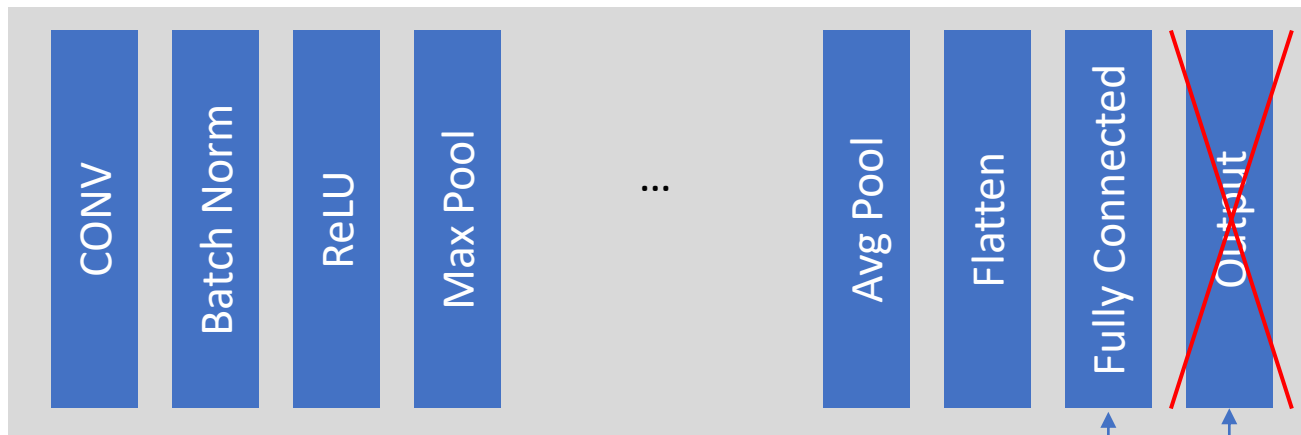 CONV
Batch Norm
ReLU
Max Pool
...
Avg Pool
Flatten
Fully Connected
Output